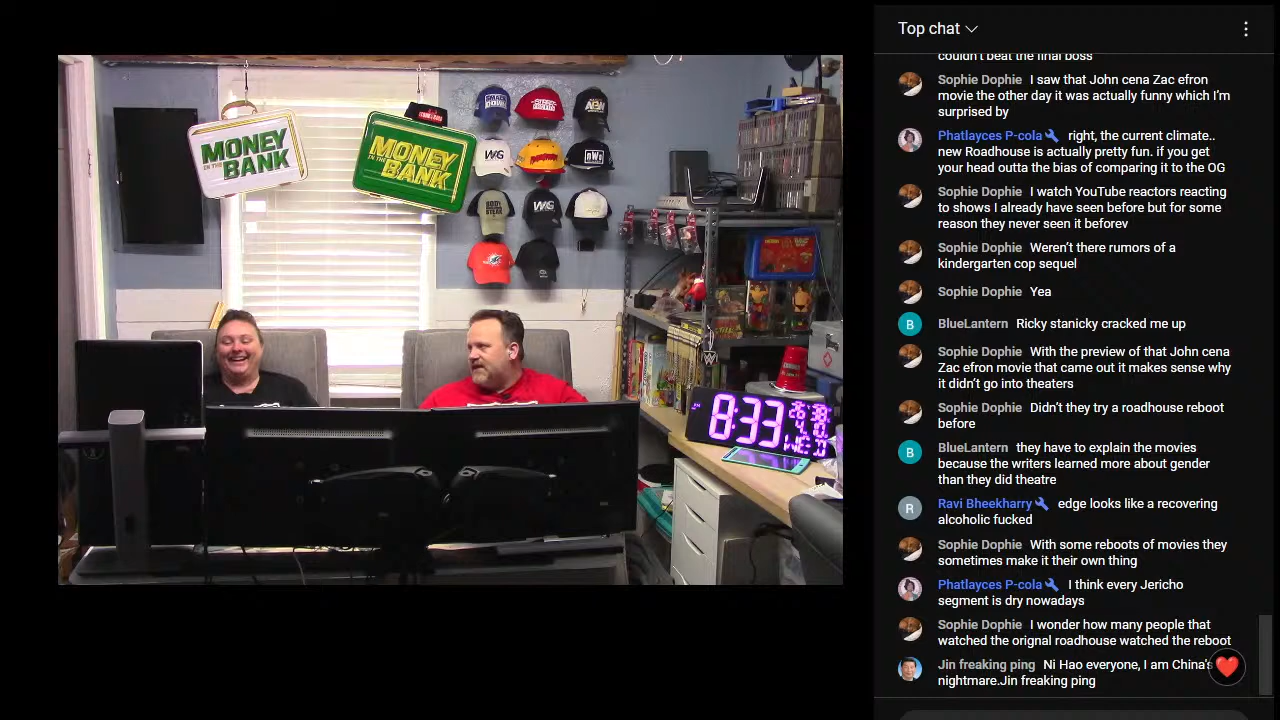 MONEY
IN THE
BANK
MONEY
IN THE
BANK
WG
nWo
WG
8:33
Top chat
couldn't beat the final boss
Sophie Dophie I saw that John cena Zac efron
movie the other day it was actually funny which I'm
surprised by
Phatlayces P-cola right, the current climate..
new Roadhouse is actually pretty fun. if you get
your head outta the bias of comparing it to the OG
Sophie Dophie I watch YouTube reactors reacting
to shows I already have seen before but for some
reason they never seen it beforev
Sophie Dophie Weren't there rumors of a
kindergarten cop sequel
Sophie Dophie Yea
B
BlueLantern Ricky stanicky cracked me up
Sophie Dophie With the preview of that John cena
Zac efron movie that came out it makes sense why
it didn't go into theaters
Sophie Dophie Didn't they try a roadhouse reboot
before
B
BlueLantern they have to explain the movies
because the writers learned more about gender
than they did theatre
R
Ravi Bheekharry edge looks like a recovering
alcoholic fucked
Sophie Dophie With some reboots of movies they
sometimes make it their own thing
Phatlayces P-cola I think every Jericho
segment is dry nowadays
Sophie Dophie I wonder how many people that
watched the orignal roadhouse watched the reboot
Jin freaking ping Ni Hao everyone, I am China's
nightmare.Jin freaking ping